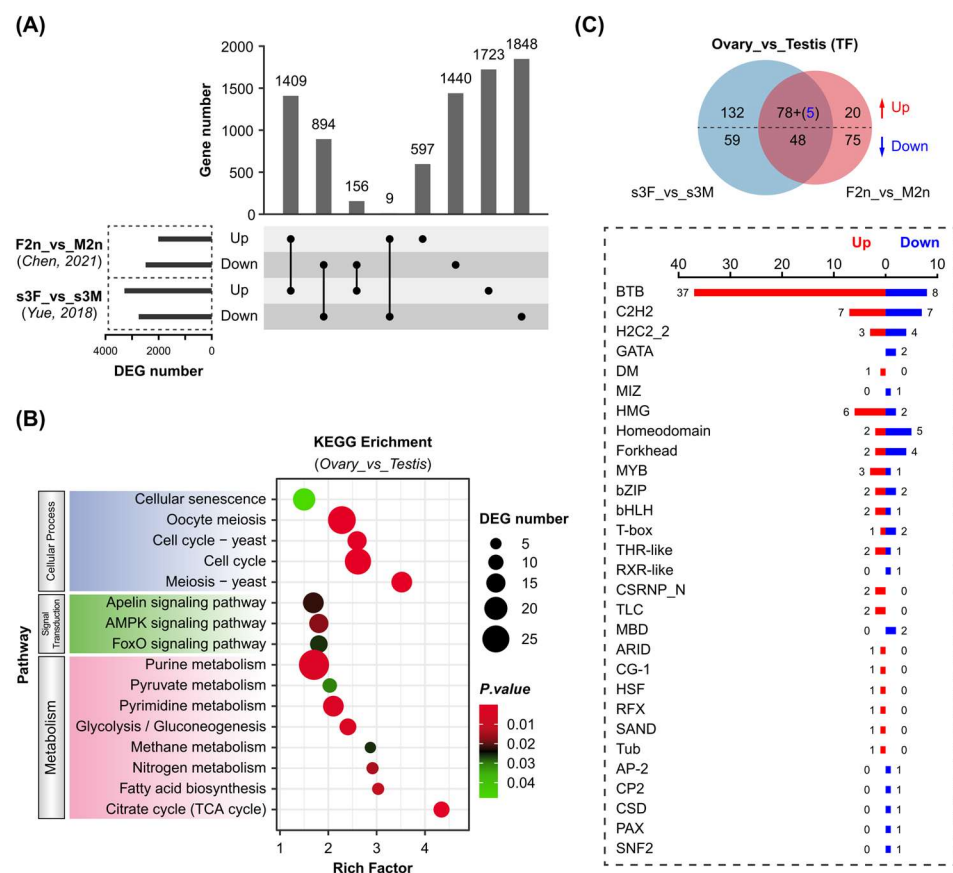 (A)
2000
1500
1000
500
0
Gene number
1409
894
156
9
597
1440
1723
1848
F2n_vs_M2n
(Chen, 2021)
s3F_vs_s3M
(Yue, 2018)
Up
Down
Up
Down
4000
2000
0
DEG number
(B)
KEGG Enrichment
(Ovary_vs_Testis)
Pathway
Cellular Process
Signal
Transduction
Metabolism
Cellular senescence
Oocyte meiosis
Cell cycle − yeast
Cell cycle
Meiosis − yeast
Apelin signaling pathway
AMPK signaling pathway
FoxO signaling pathway
Purine metabolism
Pyruvate metabolism
Pyrimidine metabolism
Glycolysis / Gluconeogenesis
Methane metabolism
Nitrogen metabolism
Fatty acid biosynthesis
Citrate cycle (TCA cycle)
1 2 3 4
Rich Factor
DEG number
5
10
15
20
25
P.value
0.01
0.02
0.03
0.04
(C)
Ovary_vs_Testis (TF)
132 78+(5) 20
59 48 75
Up
Down
s3F_vs_s3M F2n_vs_M2n
Up Down
40 30 20 10 0 10
BTB 37 8
C2H2 7 7
H2C2_2 3 4
GATA 2
DM 1 0
MIZ 0 1
HMG 6 2
Homeodomain 2 5
Forkhead 2 4
MYB 3 1
bZIP 2 2
bHLH 2 1
T-box 1 2
THR-like 2 1
RXR-like 0 1
CSRNP_N 2 0
TLC 2 0
MBD 0 2
ARID 1 0
CG-1 1 0
HSF 1 0
RFX 1 0
SAND 1 0
Tub 1 0
AP-2 0 1
CP2 0 1
CSD 0 1
PAX 0 1
SNF2 0 1